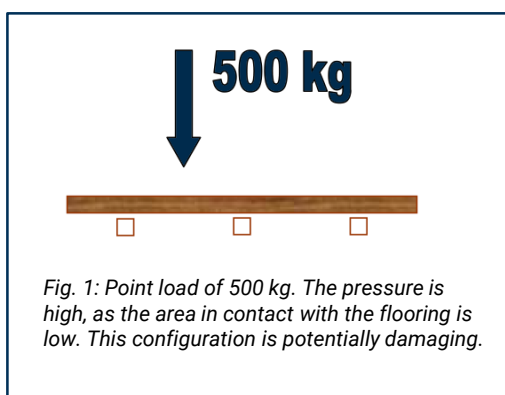 500 kg
Fig. 1: Point load of 500 kg. The pressure is
high, as the area in contact with the flooring is
low. This configuration is potentially damaging.